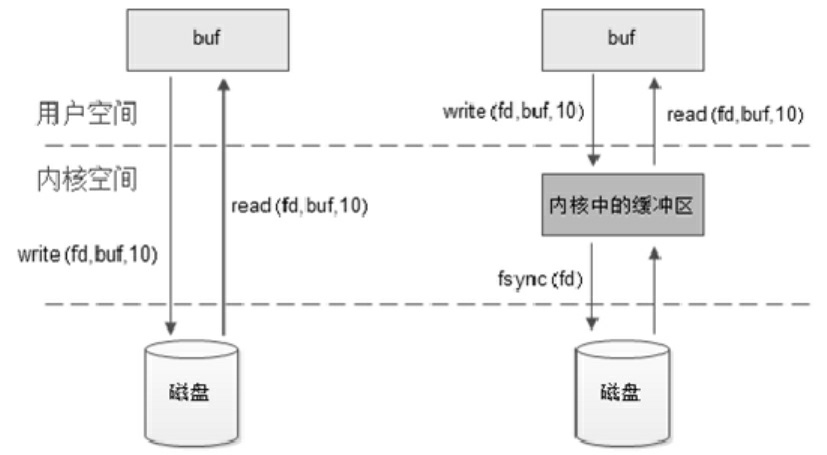 buf
buf
用户空间
write (fd,buf,10)
read (fd,buf,10)
内核空间
read (fd,buf,10)
内核中的缓冲区
write (fd,buf,10)
fsync (fd)
磁盘
磁盘